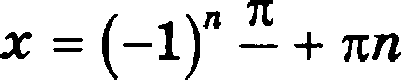 x = (−1)ⁿ π/ + πn